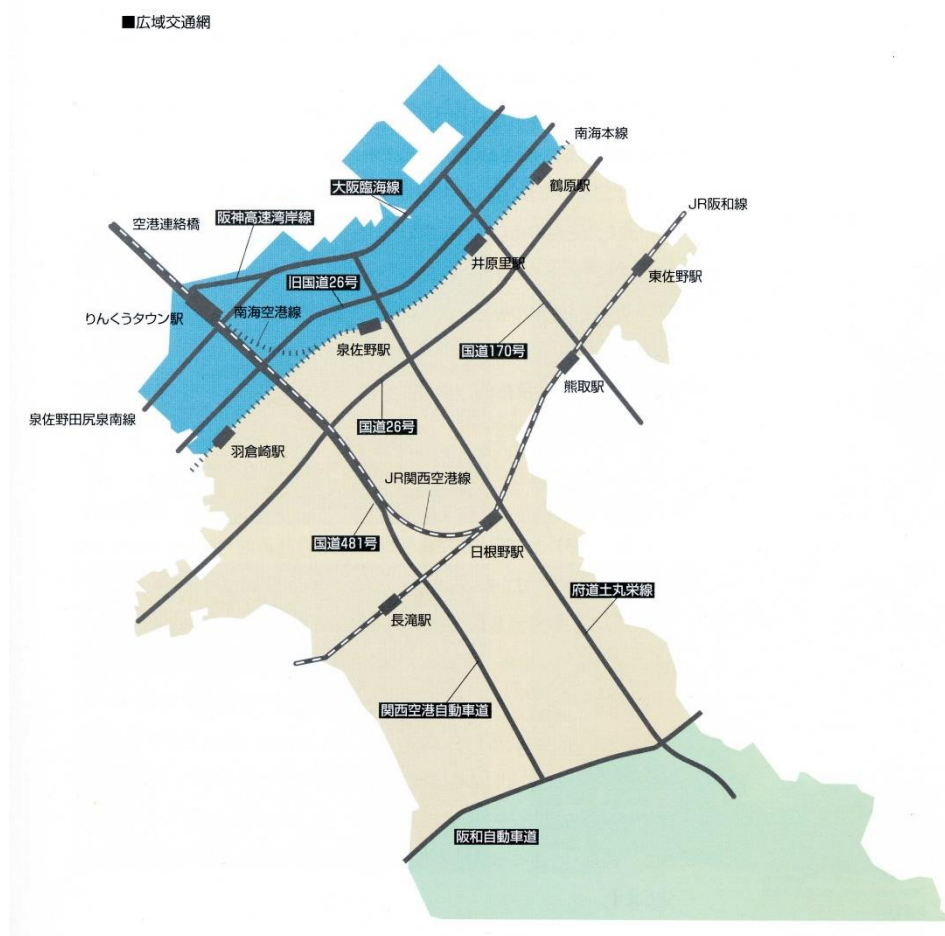 ■広域交通網
南海本線
鶴原駅
大阪臨海線
JR阪和線
阪神高速湾岸線
空港連絡橋
井原里駅
東佐野駅
旧国道26号
南海空港線
りんくうタウン駅
泉佐野駅
国道170号
熊取駅
泉佐野田尻泉南線
国道26号
羽倉崎駅
JR関西空港線
国道481号
日根野駅
府道土丸栄線
長滝駅
関西空港自動車道
阪和自動車道